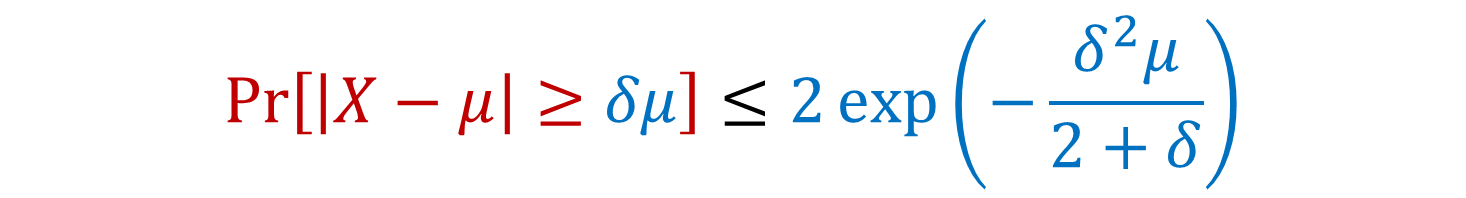 Pr[|X − μ| ≥ δμ] ≤ 2 exp(−δ²μ/(2 + δ))